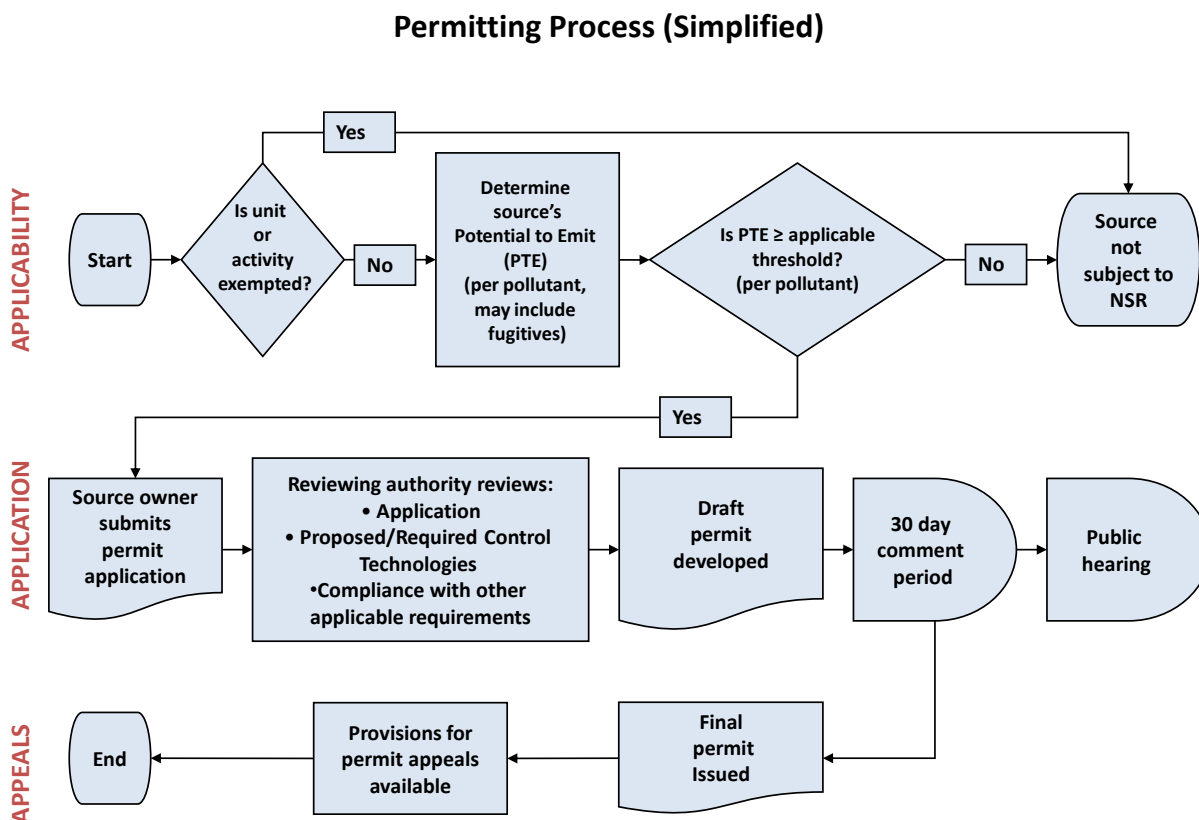 Permitting Process (Simplified)
APPLICABILITY
Start
Is unit
or
activity
exempted?
Yes
No
Determine
source’s
Potential to Emit
(PTE)
(per pollutant,
may include
fugitives)
Is PTE ≥ applicable
threshold?
(per pollutant)
No
Source
not
subject to
NSR
Yes
APPLICATION
Source owner
submits
permit
application
Reviewing authority reviews:
• Application
• Proposed/Required Control
Technologies
•Compliance with other
applicable requirements
Draft
permit
developed
30 day
comment
period
Public
hearing
APPEALS
End
Provisions for
permit appeals
available
Final
permit
Issued